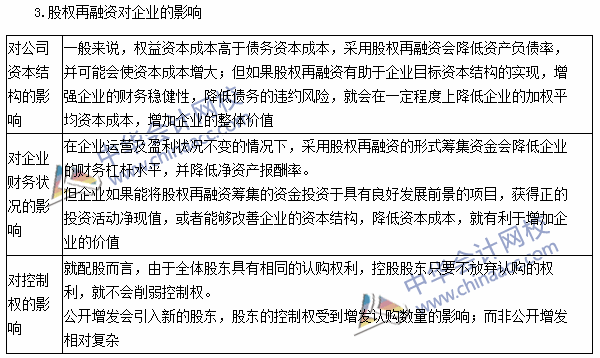 3.股权再融资对企业的影响
对公司资本结构的影响
一般来说，权益资本成本高于债务资本成本，采用股权再融资会降低资产负债率，
并可能会使资本成本增大；但如果股权再融资有助于企业目标资本结构的实现，增
强企业的财务稳健性，降低债务的违约风险，就会在一定程度上降低企业的加权平
均资本成本，增加企业的整体价值
对企业财务状况的影响
在企业运营及盈利状况不变的情况下，采用股权再融资的形式筹集资金会降低企业
的财务杠杆水平，并降低净资产报酬率。
但企业如果能将股权再融资筹集的资金投资于具有良好发展前景的项目，获得正的
投资活动净现值，或者能够改善企业的资本结构，降低资本成本，就有利于增加企
业的价值
对控制权的影响
就配股而言，由于全体股东具有相同的认购权利，控股股东只要不放弃认购的权
利，就不会削弱控制权。
公开增发会引入新的股东，股东的控制权受到增发认购数量的影响；而非公开增发
相对复杂
中华会计网校
www.chinaacc.com
中华会计网校
www.chinaacc.com